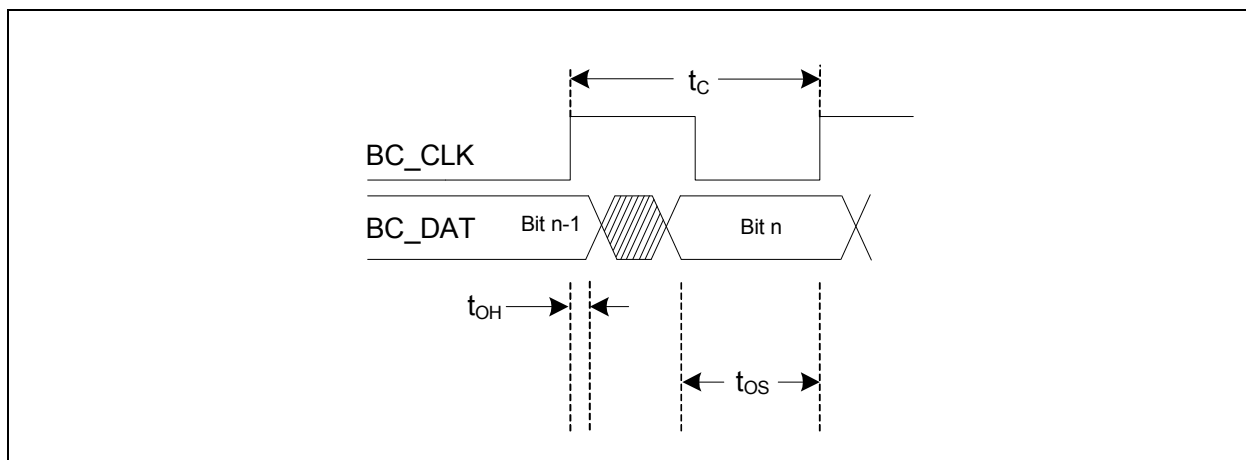 tC
BC_CLK
BC_DAT
Bit n-1
Bit n
tOH
tOS